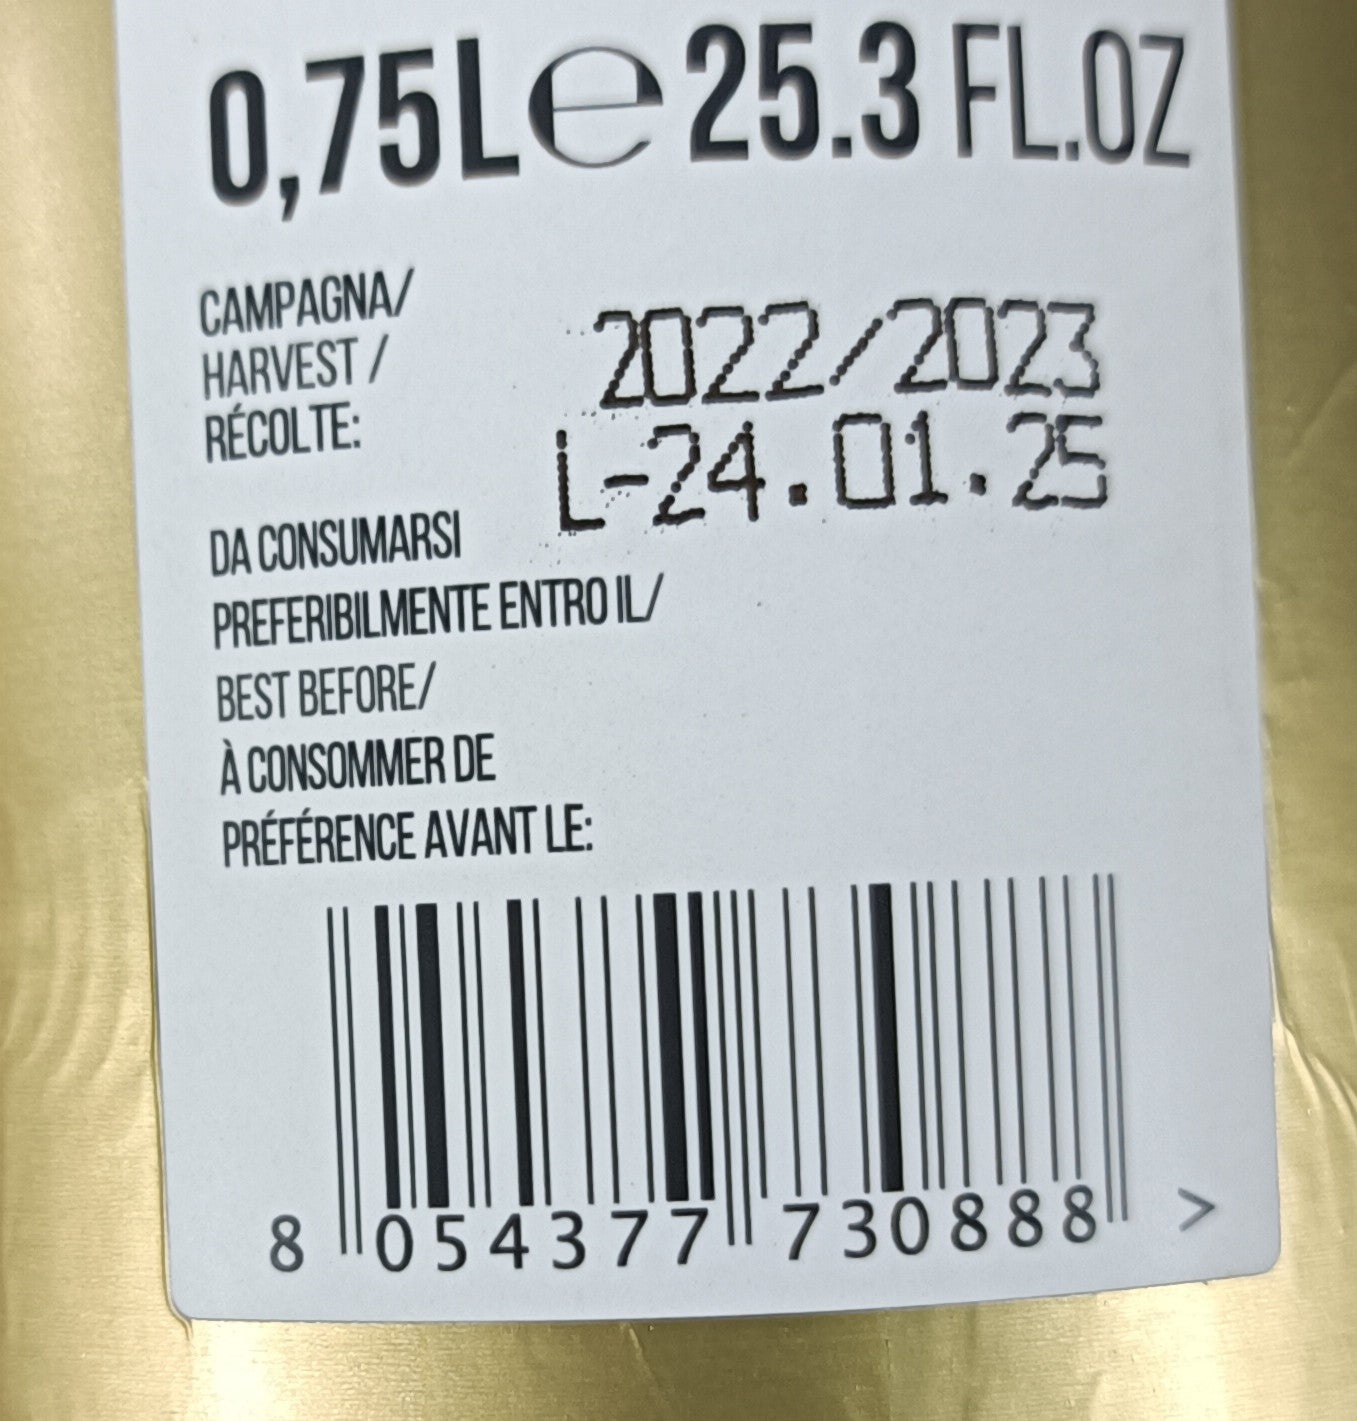 0,75L e 25.3 FL.OZ
CAMPAGNA/
HARVEST /
RÉCOLTE:
2022/2023
L-24.01.25
DA CONSUMARSI
PREFERIBILMENTE ENTRO IL/
BEST BEFORE/
À CONSOMMER DE
PRÉFÉRENCE AVANT LE:
8 054377 730888 >